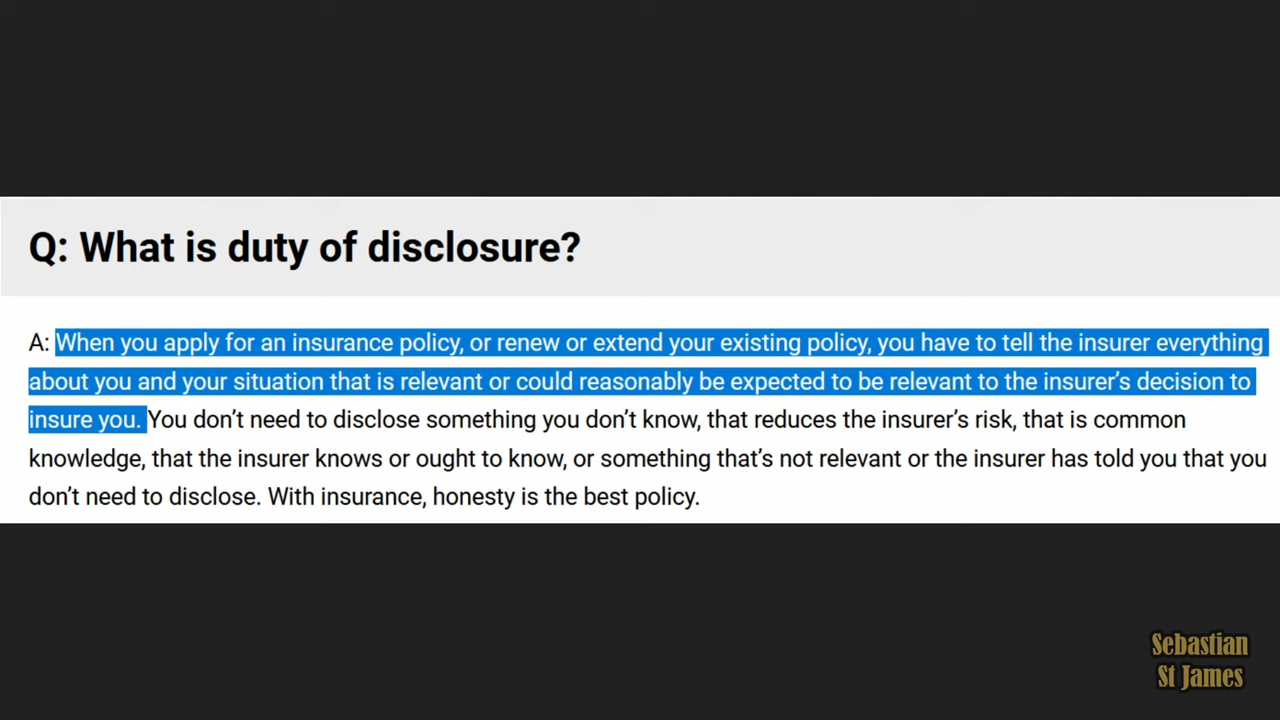 Q: What is duty of disclosure?
A: When you apply for an insurance policy, or renew or extend your existing policy, you have to tell the insurer everything
about you and your situation that is relevant or could reasonably be expected to be relevant to the insurer’s decision to
insure you. You don’t need to disclose something you don’t know, that reduces the insurer’s risk, that is common
knowledge, that the insurer knows or ought to know, or something that’s not relevant or the insurer has told you that you
don’t need to disclose. With insurance, honesty is the best policy.
Sebastian
St James